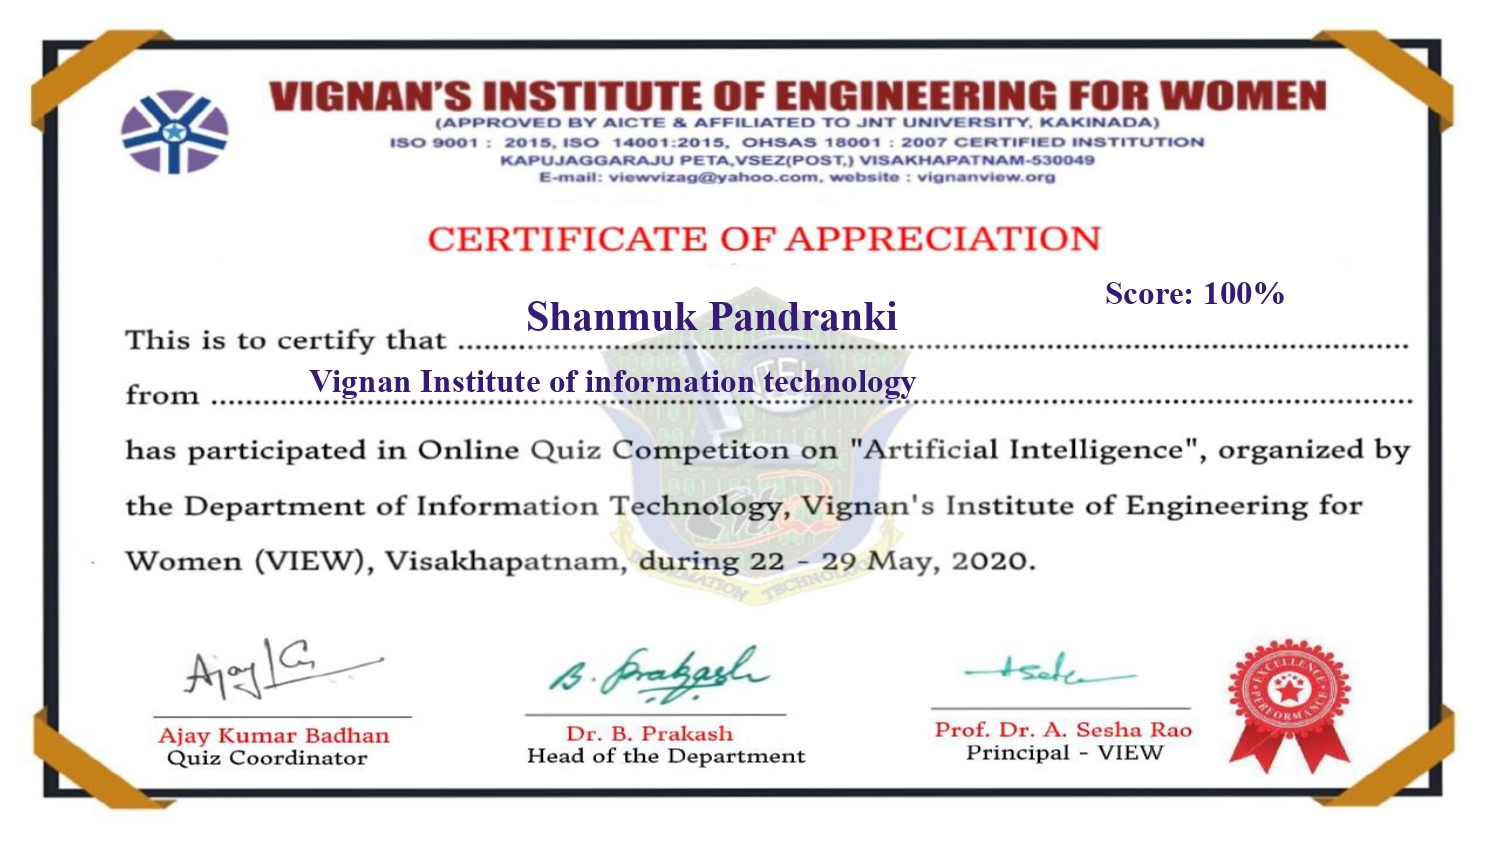 VIGNAN'S INSTITUTE OF ENGINEERING FOR WOMEN
(APPROVED BY AICTE & AFFILIATED TO JNT UNIVERSITY, KAKINADA)
ISO 9001 : 2015, ISO 14001:2015, OHSAS 18001 : 2007 CERTIFIED INSTITUTION
KAPUJAGGARAJU PETA,VSEZ(POST,) VISAKHAPATNAM-530049
E-mail: viewvizag@yahoo.com, website : vignanview.org
CERTIFICATE OF APPRECIATION
Score: 100%
This is to certify that Shanmuk Pandranki
from Vignan Institute of information technology
has participated in Online Quiz Competiton on "Artificial Intelligence", organized by
the Department of Information Technology, Vignan's Institute of Engineering for
Women (VIEW), Visakhapatnam, during 22 - 29 May, 2020.
INFORMATION TECHNOLOGY
B. Prakash
Ajay Kumar Badhan
Quiz Coordinator
Dr. B. Prakash
Head of the Department
Prof. Dr. A. Sesha Rao
Principal - VIEW
EXCELLENCE
PERFORMANCE